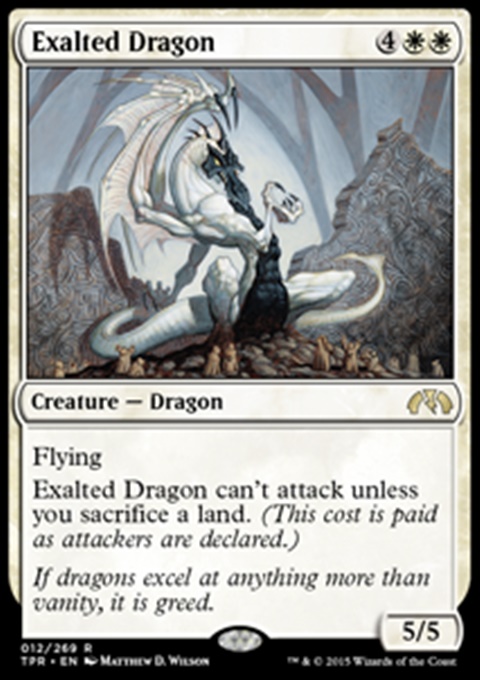 Exalted Dragon 4
Creature — Dragon
Flying
Exalted Dragon can't attack unless
you sacrifice a land. (This cost is paid
as attackers are declared.)
If dragons excel at anything more than
vanity, it is greed.
5/5
012/269 R
TPR • EN Matthew D. Wilson
™ & © 2015 Wizards of the Coast